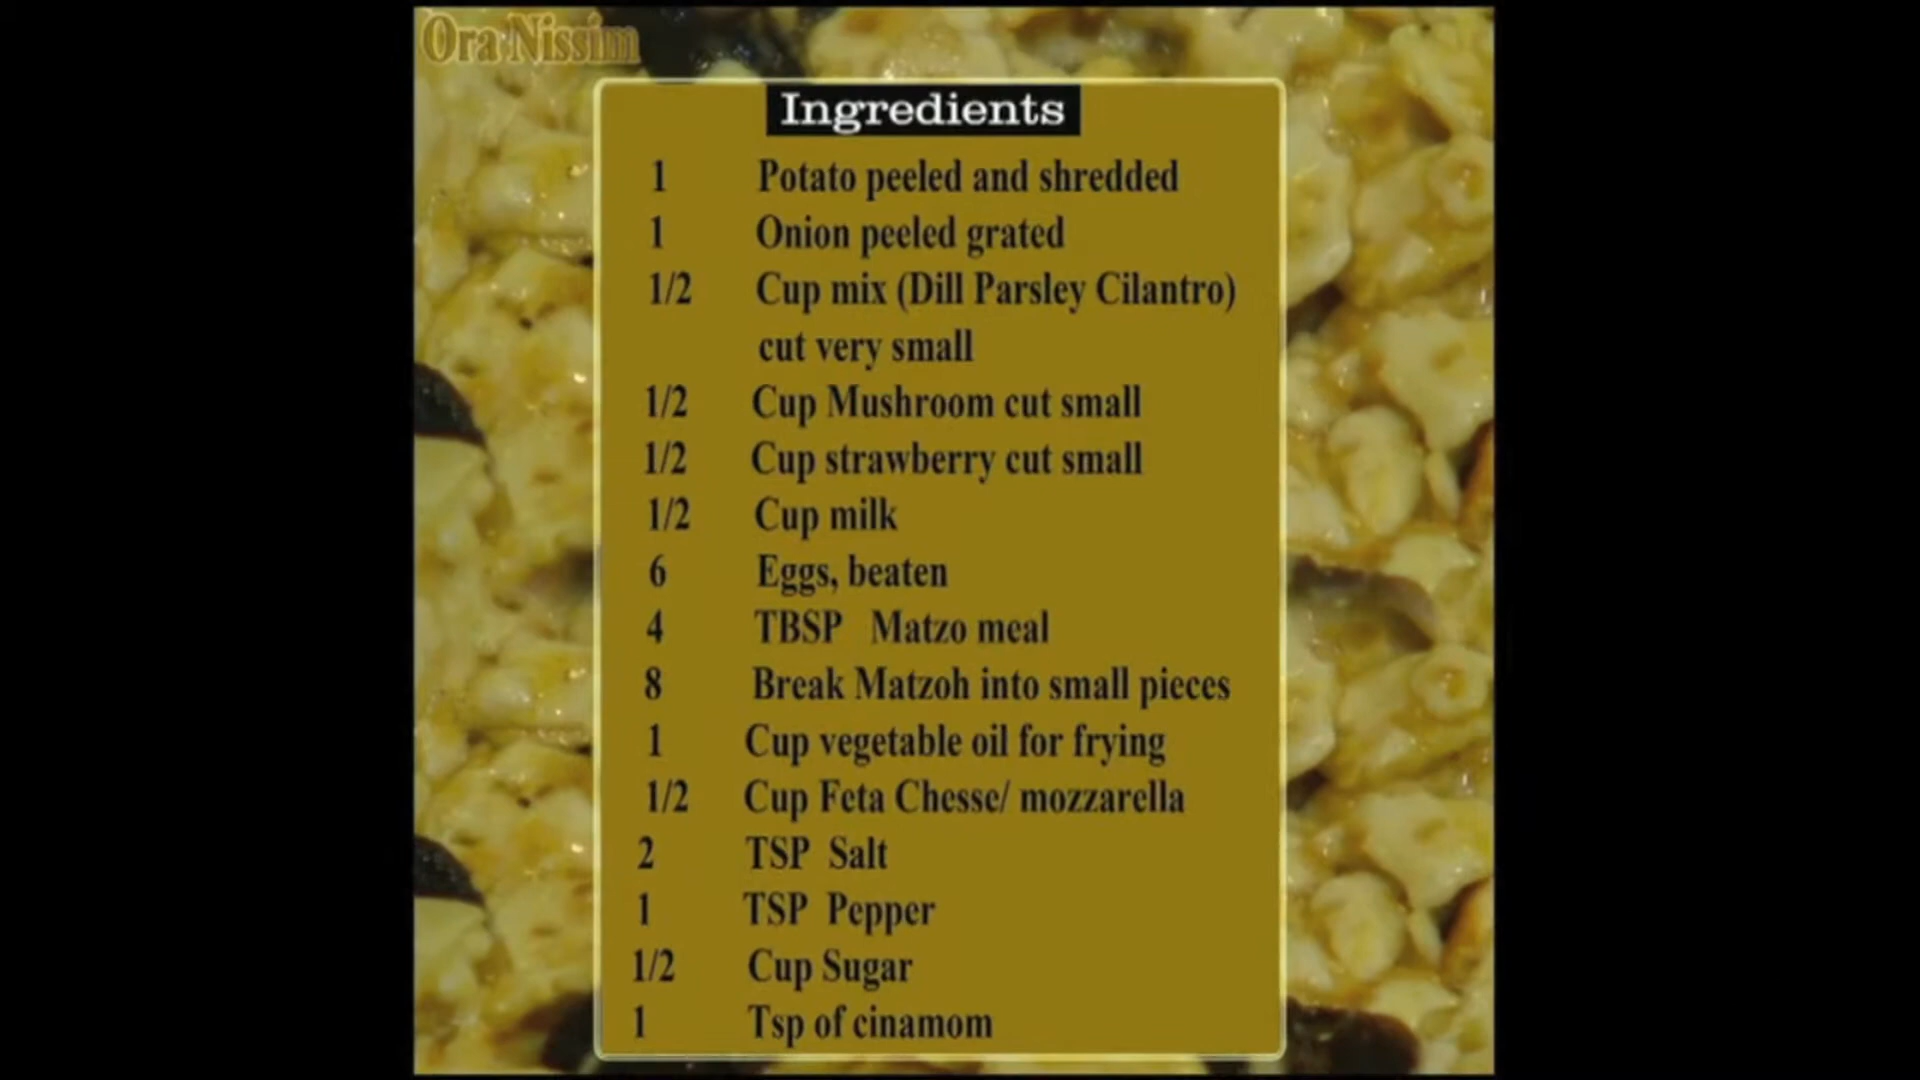 Ora Nissim
Ingredients
1 Potato peeled and shredded
1 Onion peeled grated
1/2 Cup mix (Dill Parsley Cilantro)
cut very small
1/2 Cup Mushroom cut small
1/2 Cup strawberry cut small
1/2 Cup milk
6 Eggs, beaten
4 TBSP Matzo meal
8 Break Matzoh into small pieces
1 Cup vegetable oil for frying
1/2 Cup Feta Chesse/ mozzarella
2 TSP Salt
1 TSP Pepper
1/2 Cup Sugar
1 Tsp of cinamom